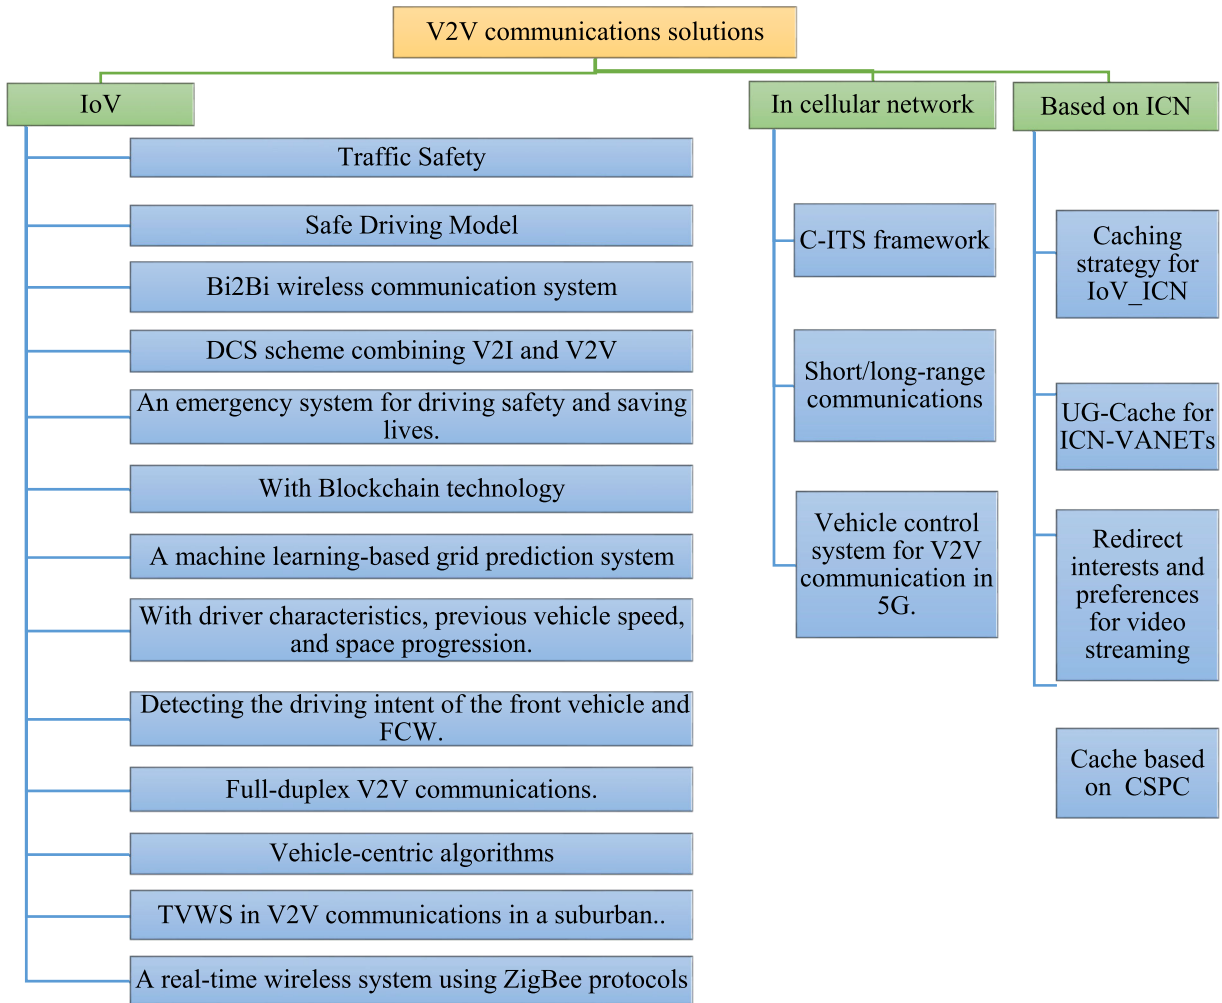 V2V communications solutions
IoV
Traffic Safety
Safe Driving Model
Bi2Bi wireless communication system
DCS scheme combining V2I and V2V
An emergency system for driving safety and saving
lives.
With Blockchain technology
A machine learning-based grid prediction system
With driver characteristics, previous vehicle speed,
and space progression.
Detecting the driving intent of the front vehicle and
FCW.
Full-duplex V2V communications.
Vehicle-centric algorithms
TVWS in V2V communications in a suburban..
A real-time wireless system using ZigBee protocols
In cellular network
C-ITS framework
Short/long-range
communications
Vehicle control
system for V2V
communication in
5G.
Based on ICN
Caching
strategy for
IoV_ICN
UG-Cache for
ICN-VANETs
Redirect
interests and
preferences
for video
streaming
Cache based
on CSPC